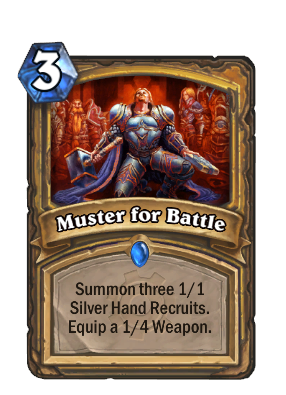 3
Muster for Battle
Summon three 1/1
Silver Hand Recruits.
Equip a 1/4 Weapon.